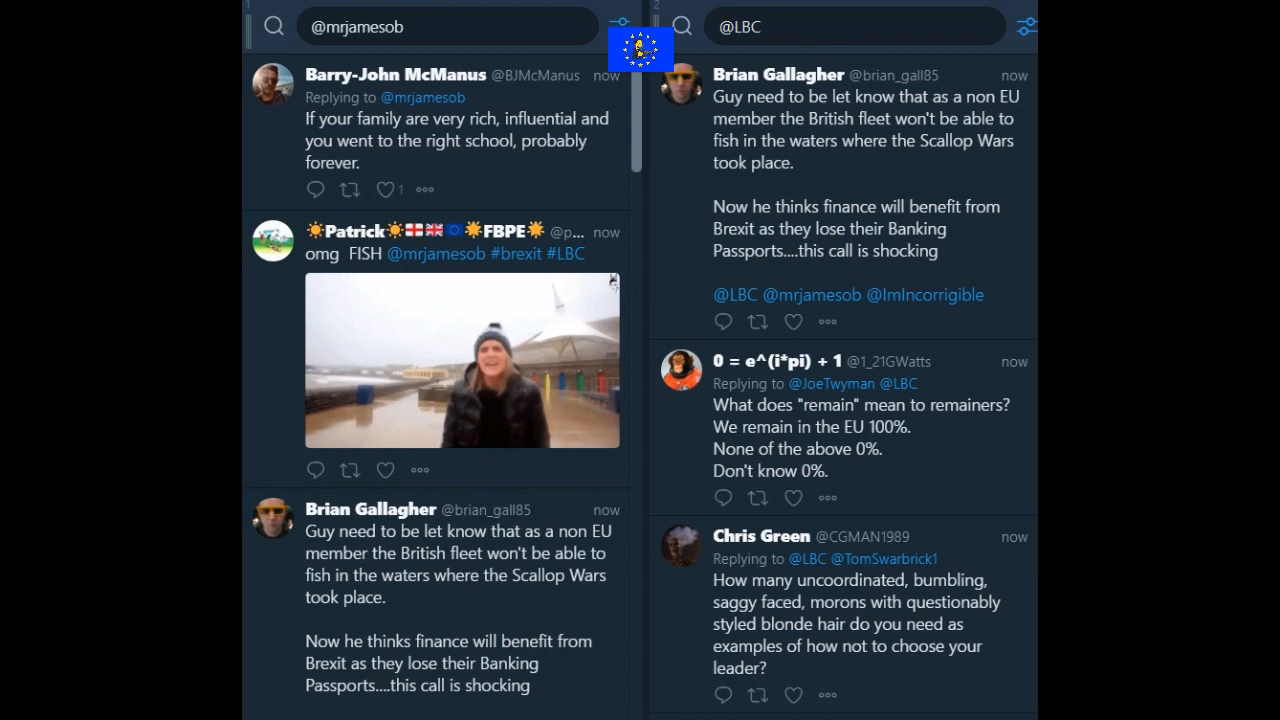 1
@mrjamesob
Barry-John McManus @BJMcManus now
Replying to @mrjamesob
If your family are very rich, influential and
you went to the right school, probably
forever.
1
Patrick FBPE @p... now
omg FISH @mrjamesob #brexit #LBC
Brian Gallagher @brian_gall85 now
Guy need to be let know that as a non EU
member the British fleet won't be able to
fish in the waters where the Scallop Wars
took place.
Now he thinks finance will benefit from
Brexit as they lose their Banking
Passports....this call is shocking
2
@LBC
Brian Gallagher @brian_gall85 now
Guy need to be let know that as a non EU
member the British fleet won't be able to
fish in the waters where the Scallop Wars
took place.
Now he thinks finance will benefit from
Brexit as they lose their Banking
Passports....this call is shocking
@LBC @mrjamesob @ImIncorrigible
0 = e^(i*pi) + 1 @1_21GWatts now
Replying to @JoeTwyman @LBC
What does "remain" mean to remainers?
We remain in the EU 100%.
None of the above 0%.
Don't know 0%.
Chris Green @CGMAN1989 now
Replying to @LBC @TomSwarbrick1
How many uncoordinated, bumbling,
saggy faced, morons with questionably
styled blonde hair do you need as
examples of how not to choose your
leader?